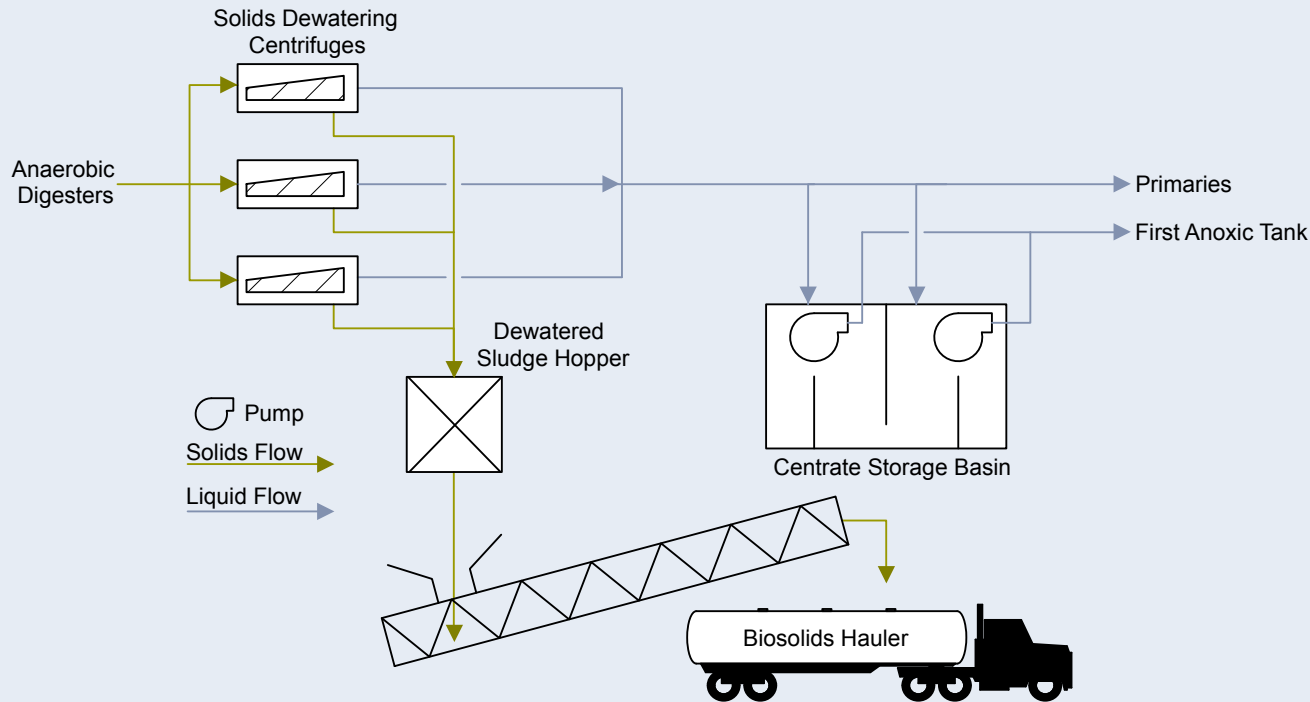 Solids Dewatering
Centrifuges
Anaerobic
Digesters
Primaries
First Anoxic Tank
Dewatered
Sludge Hopper
Pump
Solids Flow
Liquid Flow
Centrate Storage Basin
Biosolids Hauler